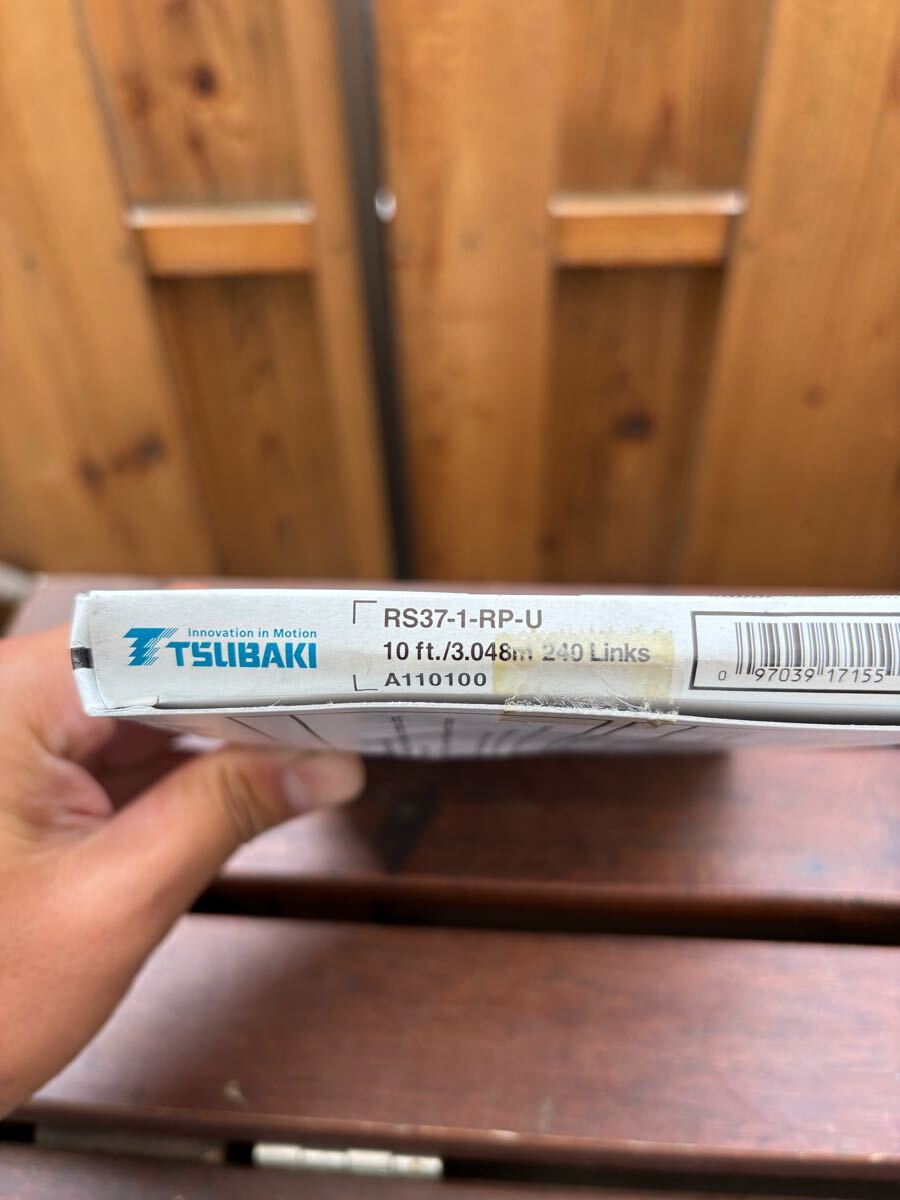 Innovation in Motion
TSUBAKI
RS37-1-RP-U
10 ft./3.048m 240 Links
A110100
0 97039 17155